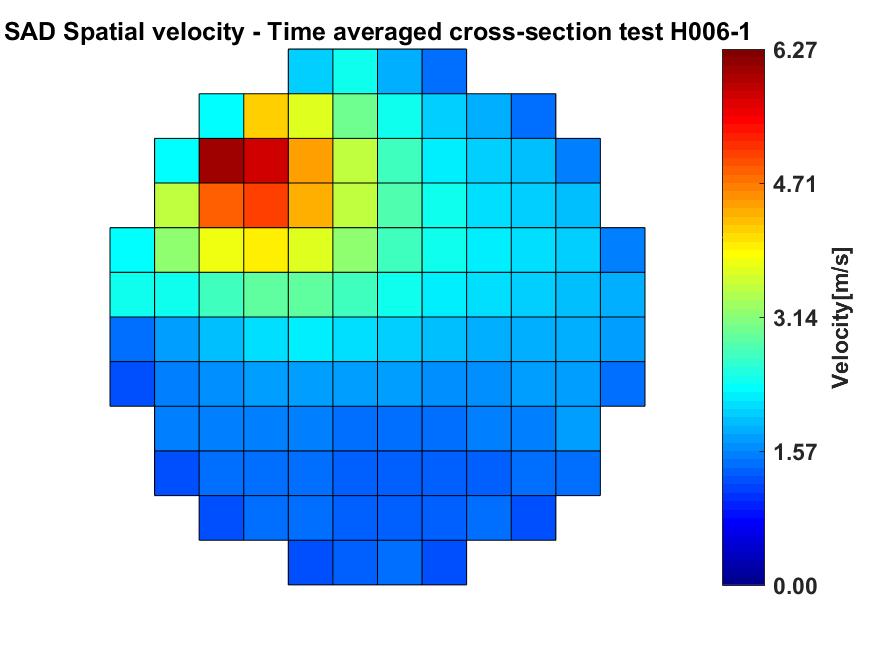 SAD Spatial velocity - Time averaged cross-section test H006-1
6.27
4.71
3.14
1.57
0.00
Velocity[m/s]